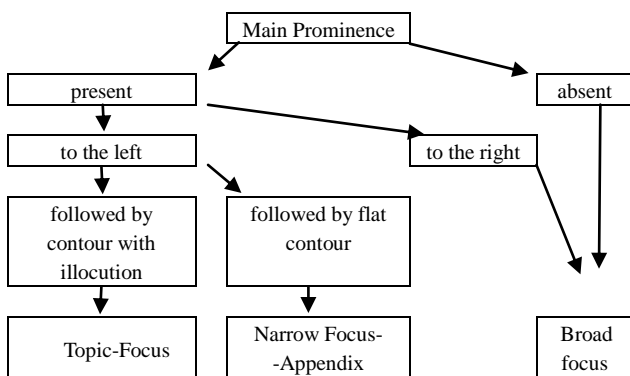 Main Prominence
present
absent
to the left
to the right
followed by
contour with
illocution
followed by flat
contour
Topic-Focus
Narrow Focus-
-Appendix
Broad
focus